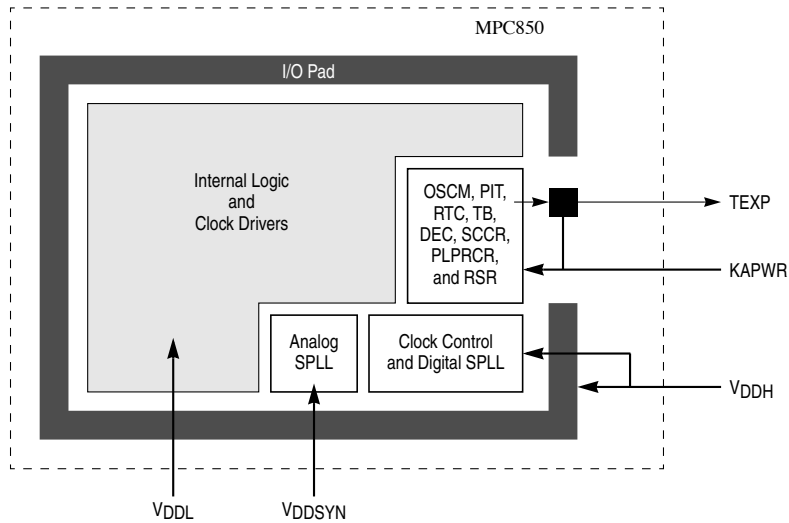 MPC850
I/O Pad
Internal Logic
and
Clock Drivers
OSCM, PIT,
RTC, TB,
DEC, SCCR,
PLPRCR,
and RSR
TEXP
KAPWR
Analog
SPLL
Clock Control
and Digital SPLL
VDDH
VDDL
VDDSYN